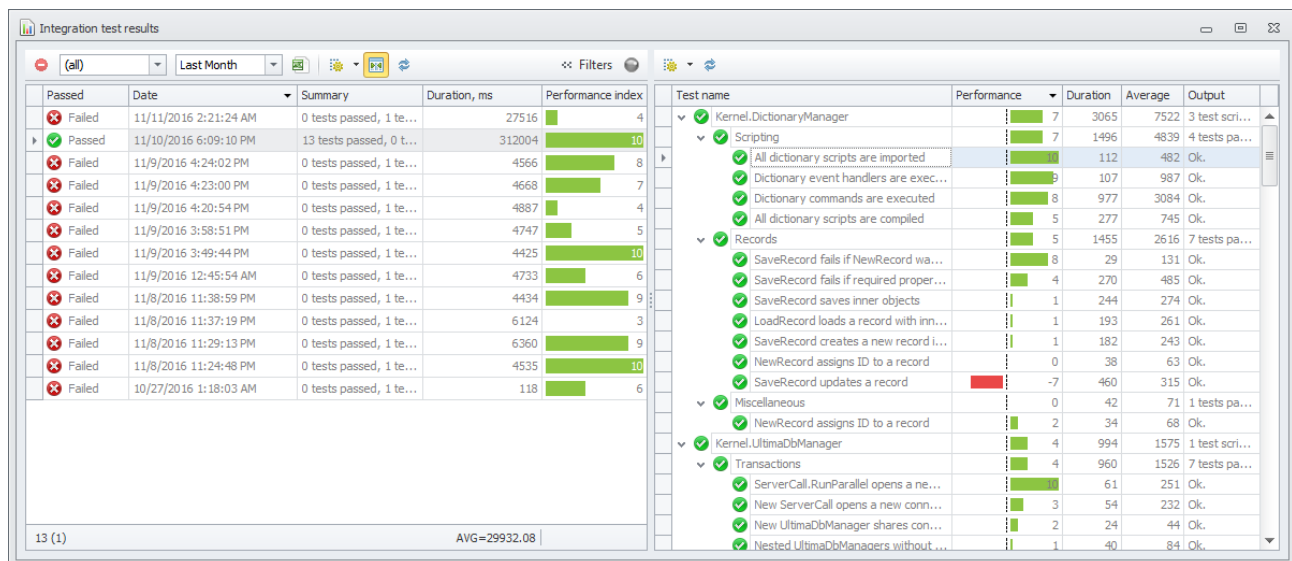 Integration test results
(all) Last Month << Filters
Passed Date Summary Duration, ms Performance index
Failed 11/11/2016 2:21:24 AM 0 tests passed, 1 te... 27516 4
Passed 11/10/2016 6:09:10 PM 13 tests passed, 0 t... 312004 10
Failed 11/9/2016 4:24:02 PM 0 tests passed, 1 te... 4566 8
Failed 11/9/2016 4:23:00 PM 0 tests passed, 1 te... 4668 7
Failed 11/9/2016 4:20:54 PM 0 tests passed, 1 te... 4887 4
Failed 11/9/2016 3:58:51 PM 0 tests passed, 1 te... 4747 5
Failed 11/9/2016 3:49:44 PM 0 tests passed, 1 te... 4425 10
Failed 11/9/2016 12:45:54 AM 0 tests passed, 1 te... 4733 6
Failed 11/8/2016 11:38:59 PM 0 tests passed, 1 te... 4434 9
Failed 11/8/2016 11:37:19 PM 0 tests passed, 1 te... 6124 3
Failed 11/8/2016 11:29:13 PM 0 tests passed, 1 te... 6360 9
Failed 11/8/2016 11:24:48 PM 0 tests passed, 1 te... 4535 10
Failed 10/27/2016 1:18:03 AM 0 tests passed, 1 te... 118 6
13 (1) AVG=29932.08
Test name Performance Duration Average Output
Kernel.DictionaryManager 7 3065 7522 3 test scri...
Scripting 7 1496 4839 4 tests pa...
All dictionary scripts are imported 10 112 482 Ok.
Dictionary event handlers are exec... 9 107 987 Ok.
Dictionary commands are executed 8 977 3084 Ok.
All dictionary scripts are compiled 5 277 745 Ok.
Records 5 1455 2616 7 tests pa...
SaveRecord fails if NewRecord wa... 8 29 131 Ok.
SaveRecord fails if required proper... 4 270 485 Ok.
SaveRecord saves inner objects 1 244 274 Ok.
LoadRecord loads a record with inn... 1 193 261 Ok.
SaveRecord creates a new record i... 1 182 243 Ok.
NewRecord assigns ID to a record 0 38 63 Ok.
SaveRecord updates a record -7 460 315 Ok.
Miscellaneous 0 42 71 1 tests pa...
NewRecord assigns ID to a record 2 34 68 Ok.
Kernel.UltimaDbManager 4 994 1575 1 test scri...
Transactions 4 960 1526 7 tests pa...
ServerCall.RunParallel opens a ne... 10 61 251 Ok.
New ServerCall opens a new conn... 3 54 232 Ok.
New UltimaDbManager shares con... 2 24 44 Ok.
Nested UltimaDbManagers without ... 1 40 84 Ok.